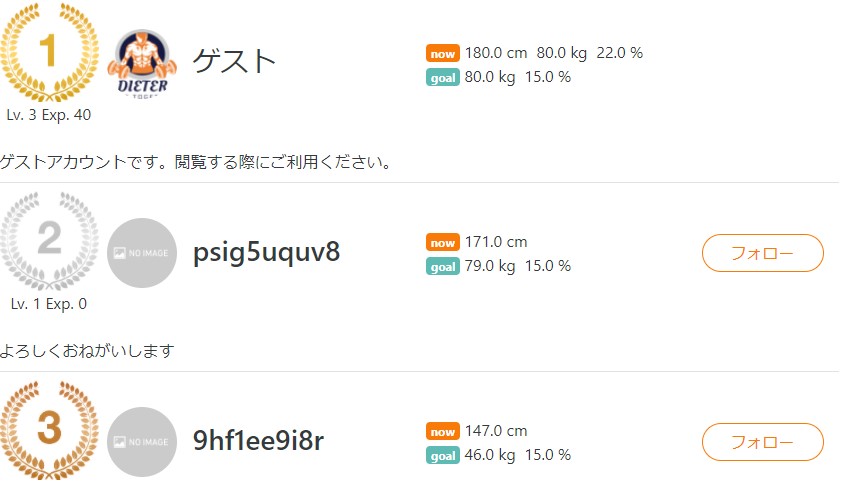 1
DIETER
ゲスト
now 180.0 cm 80.0 kg 22.0 %
goal 80.0 kg 15.0 %
Lv. 3 Exp. 40
ゲストアカウントです。閲覧する際にご利用ください。
2
NO IMAGE
psig5uquv8
now 171.0 cm
goal 79.0 kg 15.0 %
フォロー
Lv. 1 Exp. 0
よろしくおねがいします
3
NO IMAGE
9hf1ee9i8r
now 147.0 cm
goal 46.0 kg 15.0 %
フォロー